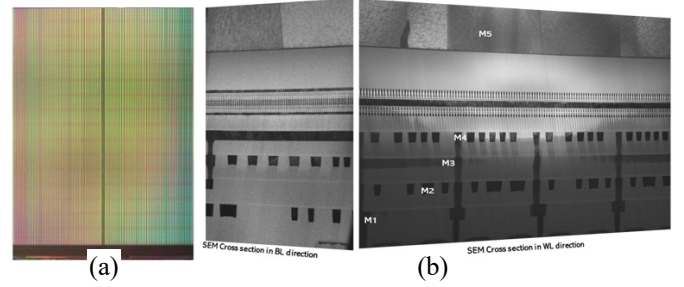 M5
M4
M3
M2
M1
SEM Cross section in BL direction
SEM Cross section in WL direction
(a)
(b)